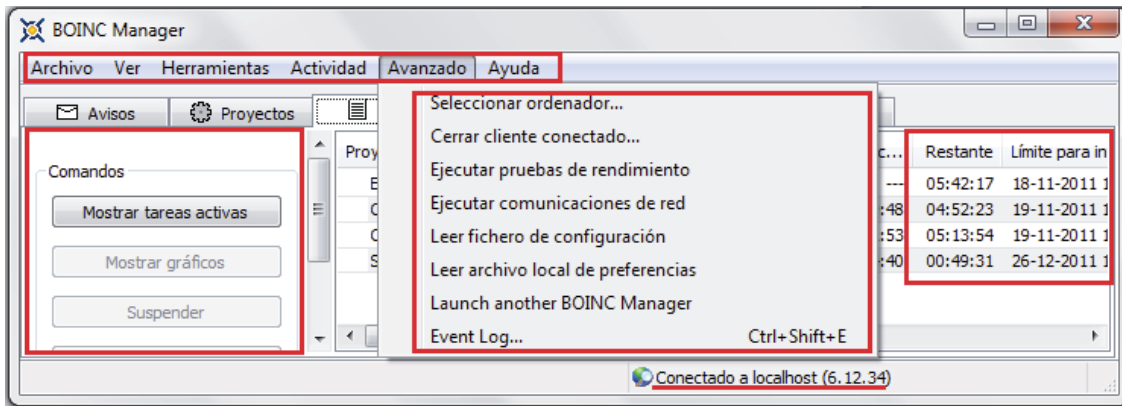 BOINC Manager
Archivo Ver Herramientas Actividad Avanzado Ayuda
Avisos Proyectos
Seleccionar ordenador...
Cerrar cliente conectado...
Ejecutar pruebas de rendimiento
Ejecutar comunicaciones de red
Leer fichero de configuración
Leer archivo local de preferencias
Launch another BOINC Manager
Event Log... Ctrl+Shift+E
Comandos
Mostrar tareas activas
Mostrar gráficos
Suspender
Proy
E
C
C
S
c... Restante Límite para in
--- 05:42:17 18-11-2011 1
:48 04:52:23 19-11-2011 1
:53 05:13:54 19-11-2011 1
:40 00:49:31 26-12-2011 1
Conectado a localhost (6.12.34)